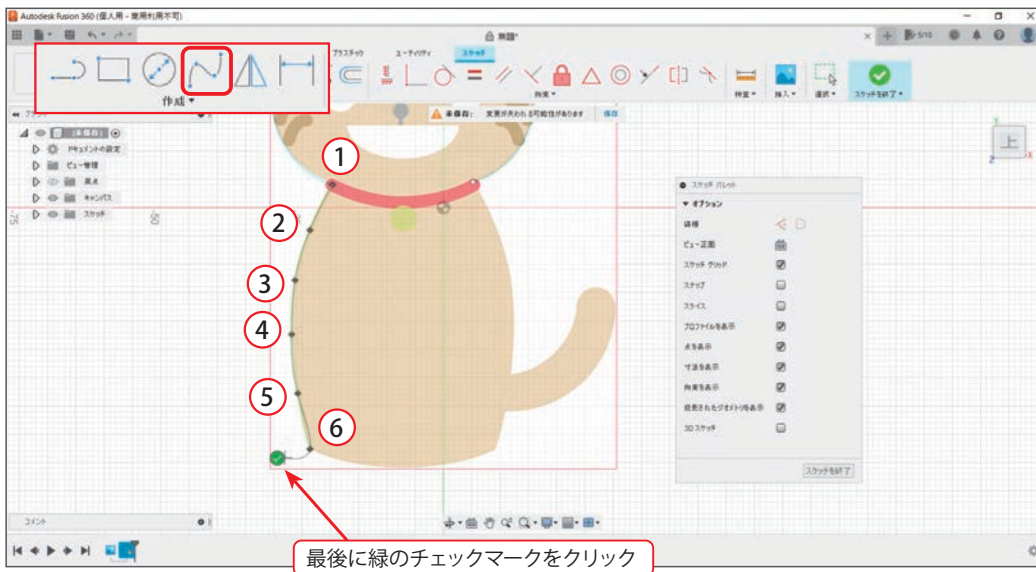 Autodesk Fusion 360 (個人用 - 商用利用不可)
無題*
5/10
プラスチック
ユーティリティ
スケッチ
作成 ▼
拘束 ▼
検査 ▼
挿入 ▼
選択 ▼
スケッチを終了 ▼
未保存: 変更が失われる可能性があります 保存
(未保存)
ドキュメントの設定
ビュー管理
原点
キャンバス
スケッチ
-75
-50
上
Z
X
①
②
③
④
⑤
⑥
スケッチ パレット
▼ オプション
線種
ビュー正面
スケッチ グリッド
スナップ
スライス
プロファイルを表示
点を表示
寸法を表示
拘束を表示
投影されたジオメトリを表示
3D スケッチ
スケッチを終了
コメント
最後に緑のチェックマークをクリック